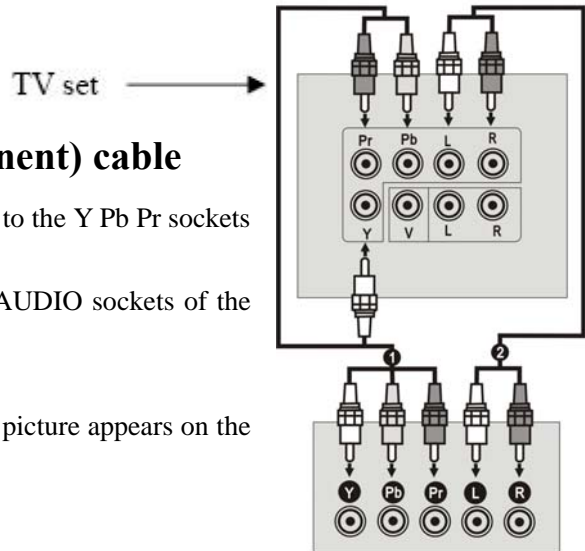 TV set
nent) cable
to the Y Pb Pr sockets
AUDIO sockets of the
picture appears on the
Pr Pb L R
Y V L R
1 2
Y Pb Pr L R